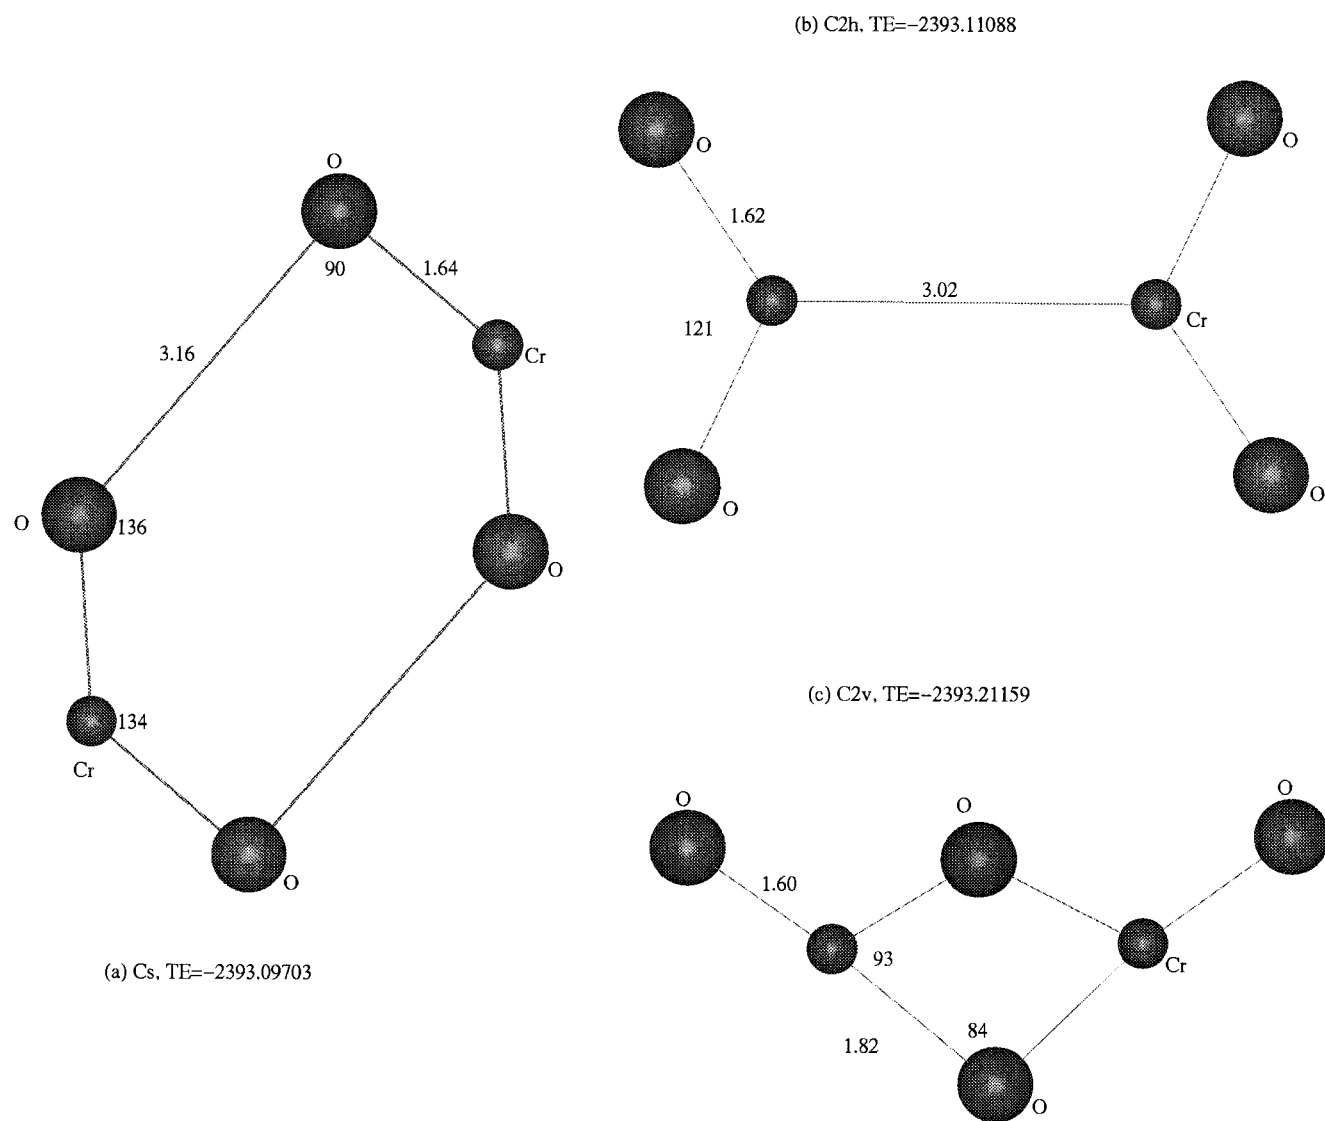 (b) C2h, TE=−2393.11088
O
O
1.62
3.02
121
Cr
O
O
O
90
1.64
3.16
Cr
O
136
O
134
Cr
O
(a) Cs, TE=−2393.09703
(c) C2v, TE=−2393.21159
O
O
O
1.60
93
Cr
84
1.82
O